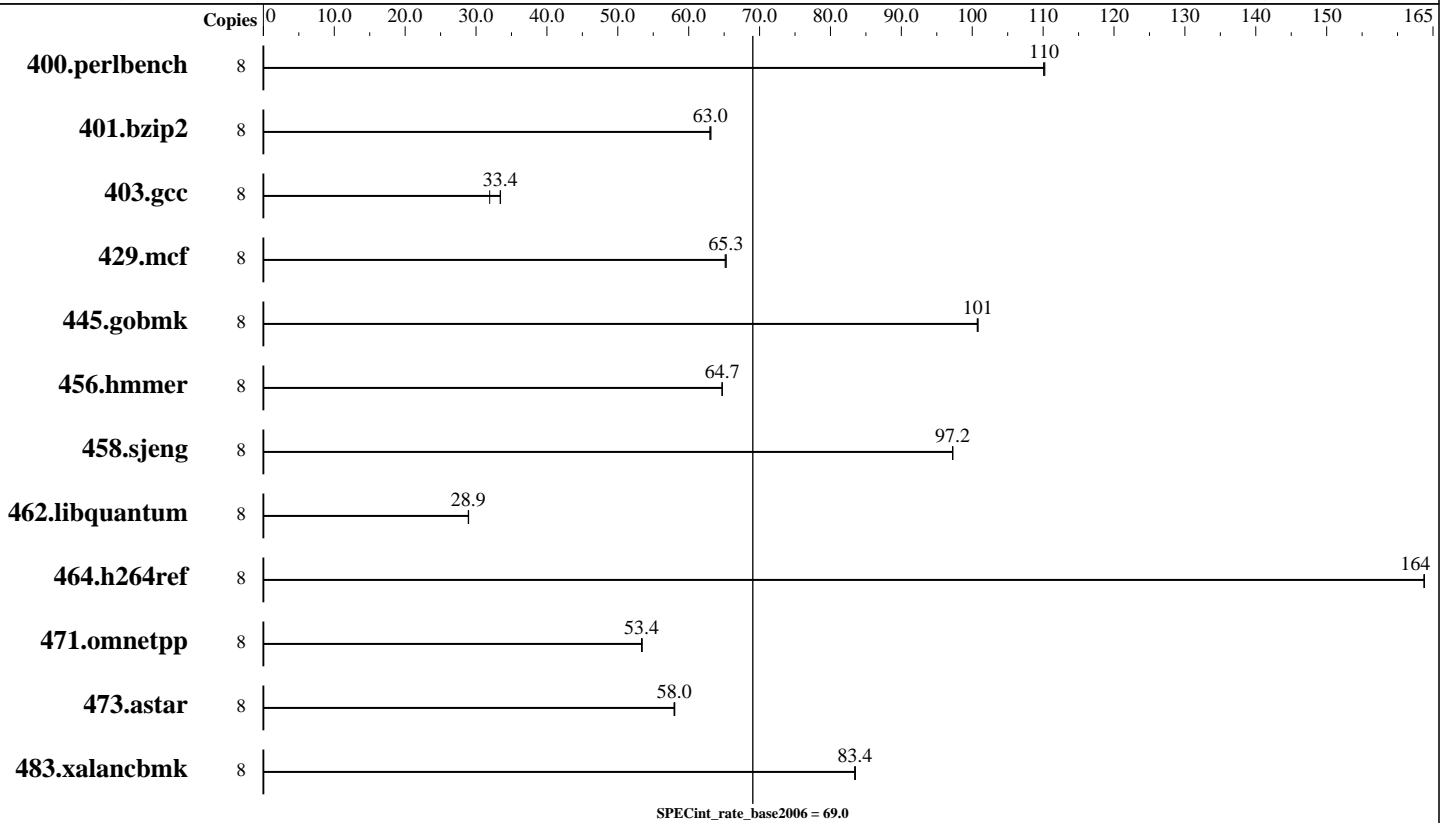 Copies 0 10.0 20.0 30.0 40.0 50.0 60.0 70.0 80.0 90.0 100 110 120 130 140 150 165
110
400.perlbench 8
63.0
401.bzip2 8
33.4
403.gcc 8
65.3
429.mcf 8
101
445.gobmk 8
64.7
456.hmmer 8
97.2
458.sjeng 8
28.9
462.libquantum 8
164
464.h264ref 8
53.4
471.omnetpp 8
58.0
473.astar 8
83.4
483.xalancbmk 8
SPECint_rate_base2006 = 69.0